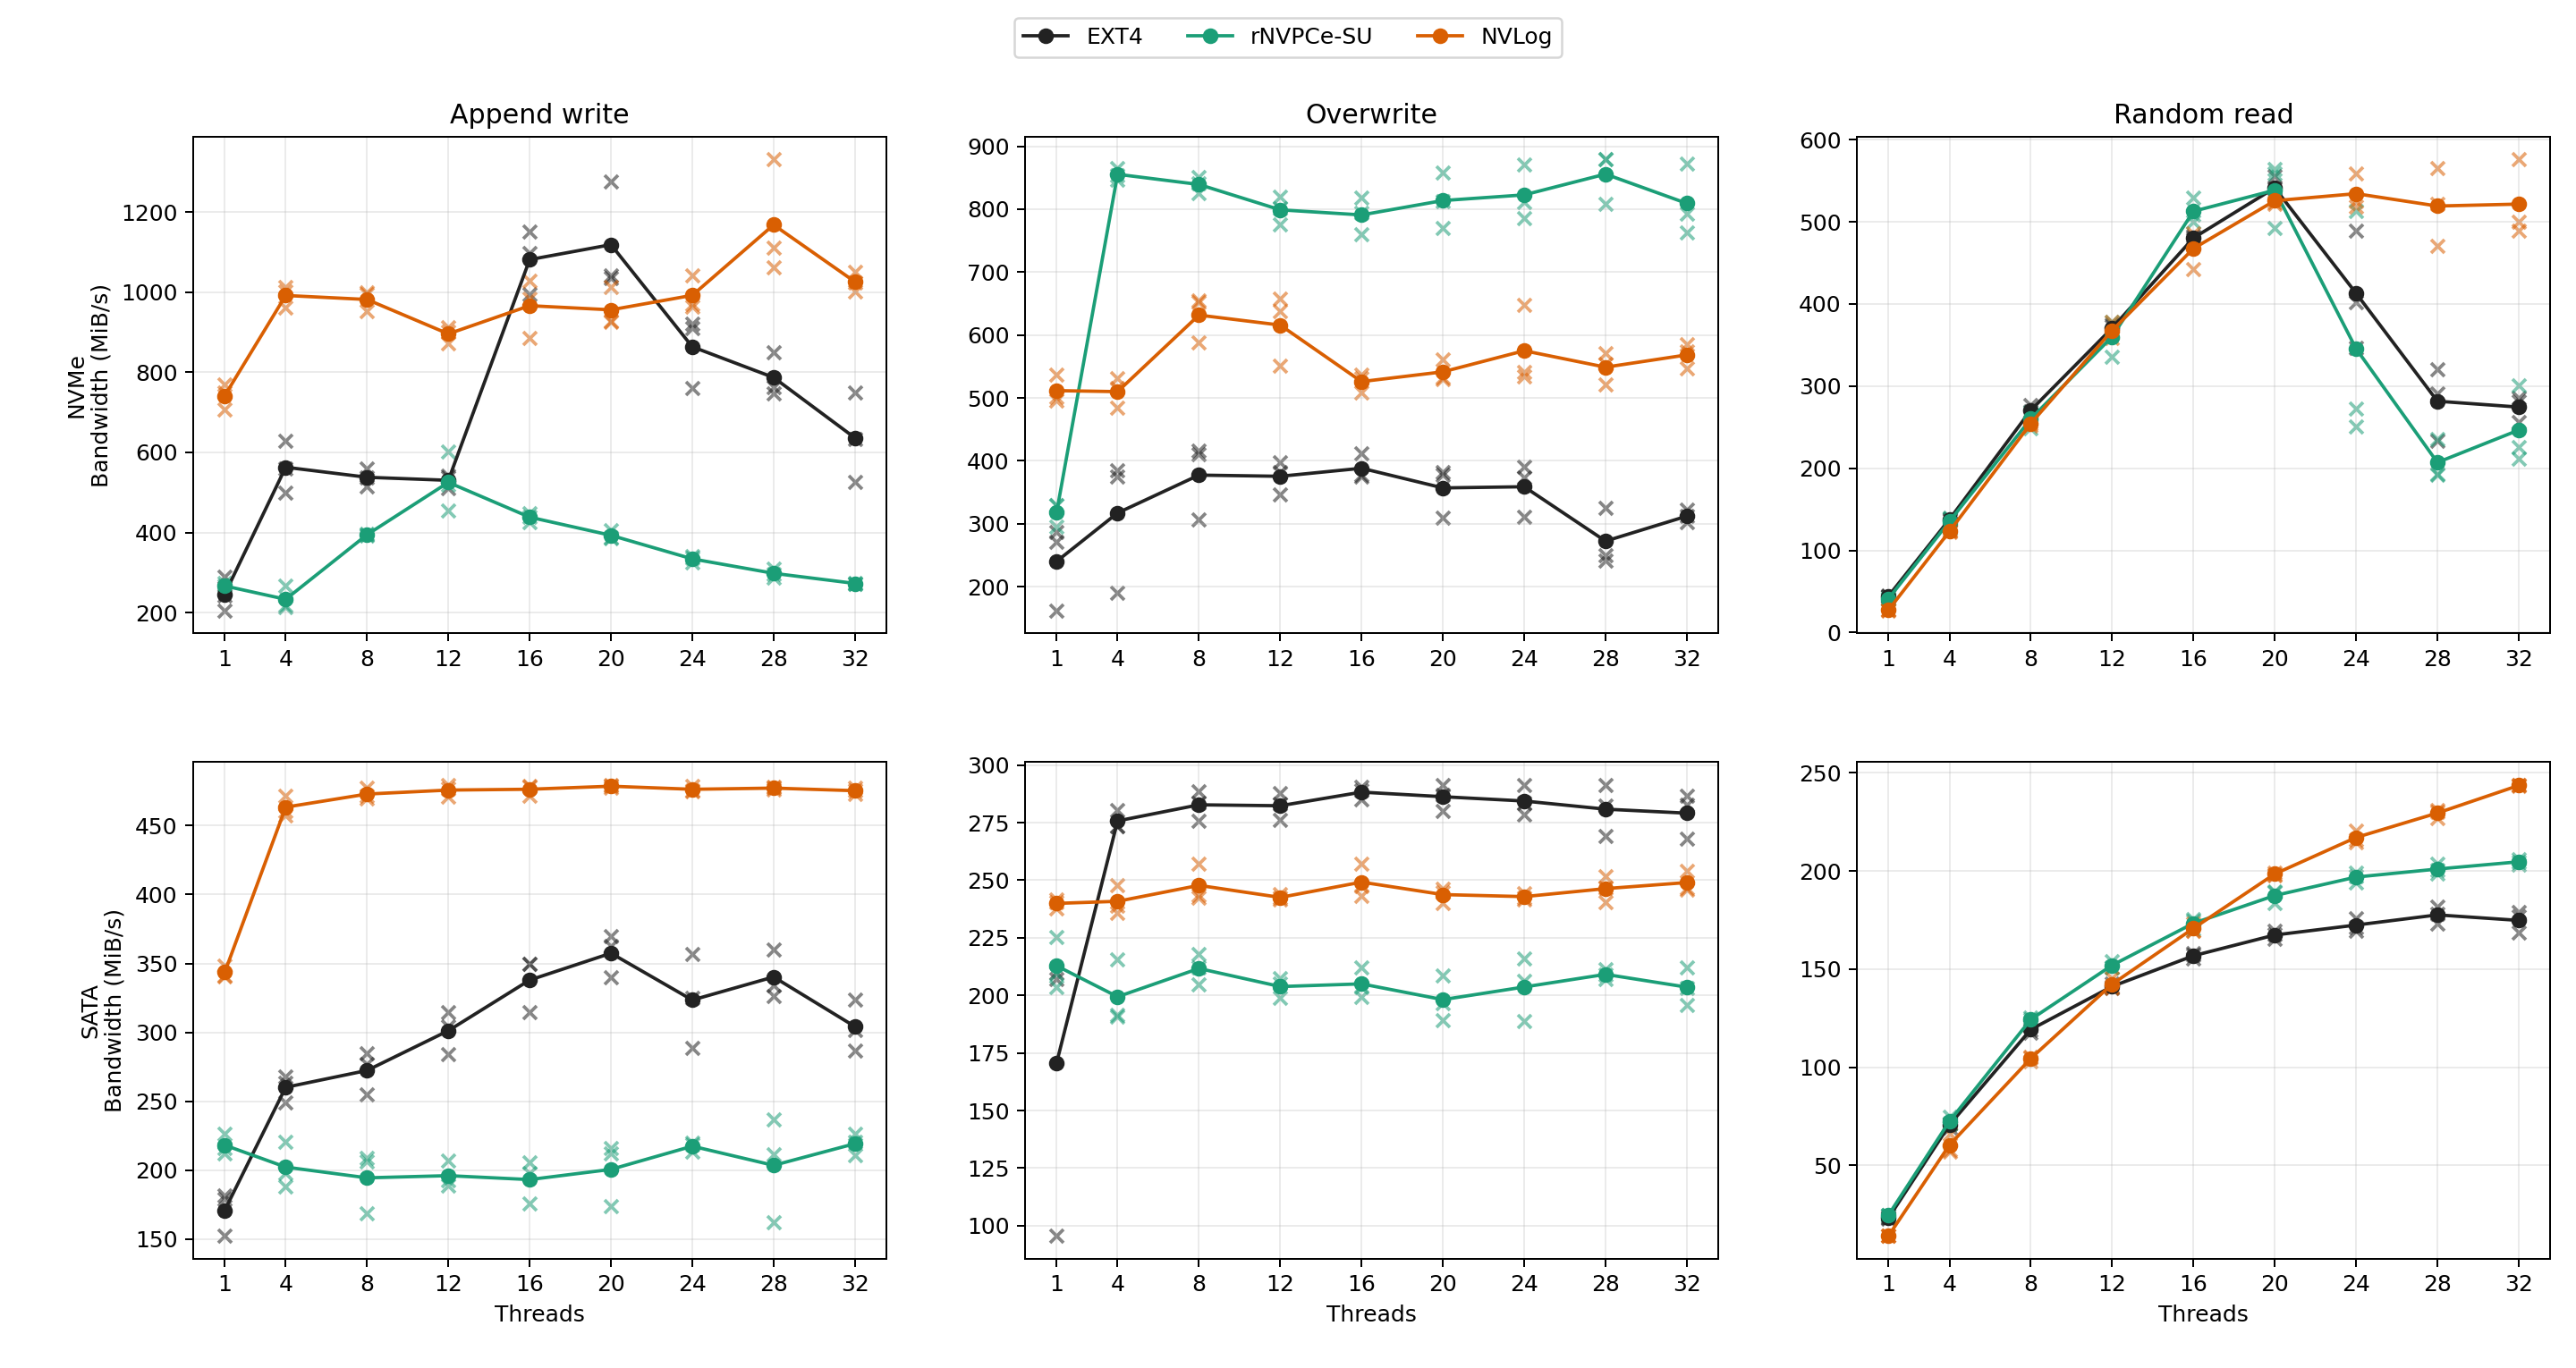 EXT4 rNVPCe-SU NVLog
Append write Overwrite Random read
NVMe
Bandwidth (MiB/s)
1200
1000
800
600
400
200
1 4 8 12 16 20 24 28 32
900
800
700
600
500
400
300
200
1 4 8 12 16 20 24 28 32
600
500
400
300
200
100
0
1 4 8 12 16 20 24 28 32
SATA
Bandwidth (MiB/s)
450
400
350
300
250
200
150
1 4 8 12 16 20 24 28 32
Threads
300
275
250
225
200
175
150
125
100
1 4 8 12 16 20 24 28 32
Threads
250
200
150
100
50
1 4 8 12 16 20 24 28 32
Threads